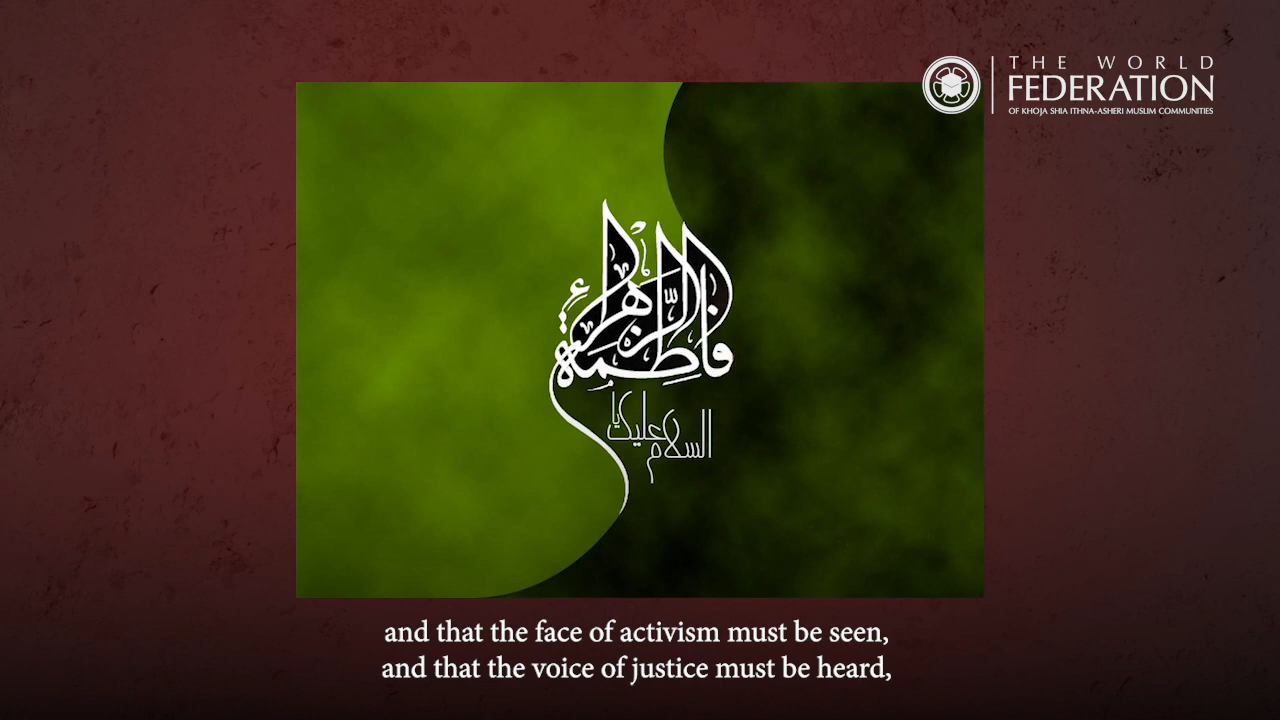 THE WORLD
FEDERATION
OF KHOJA SHIA ITHNA-ASHERI MUSLIM COMMUNITIES
فاطمة الزهراء
السلام عليك يا
and that the face of activism must be seen,
and that the voice of justice must be heard,